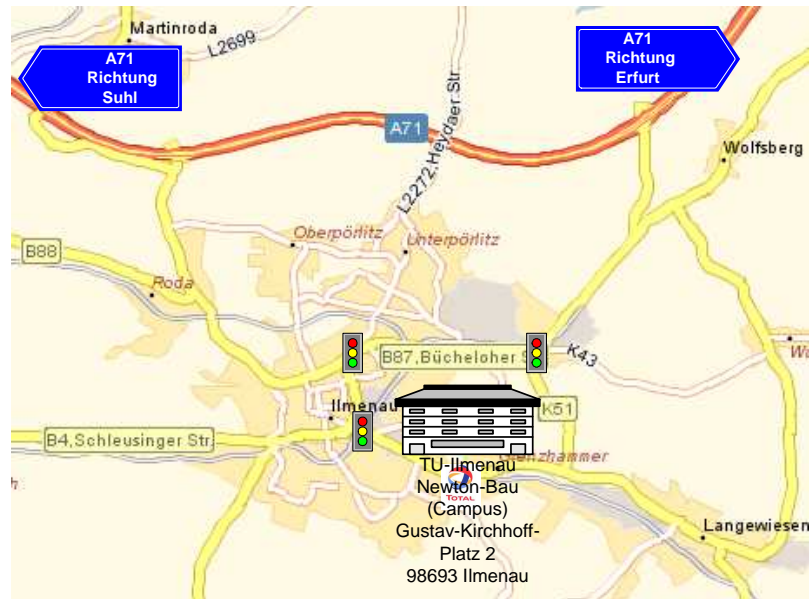 Martinroda
A71
Richtung
Suhl
L2699
A71
Richtung
Erfurt
A71
L2272,Heydaer Str.
Wolfsberg
Oberpörlitz
Unterpörlitz
B88
Roda
B87,Bücheloher S
K43
Ilmenau
K51
B4,Schleusinger Str.
TU-Ilmenau
Newton-Bau
(Campus)
Gustav-Kirchhoff-
Platz 2
98693 Ilmenau
TOTAL
Langewiesen